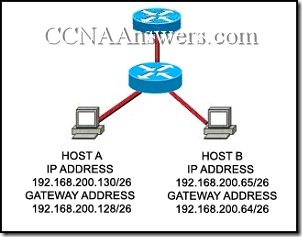 CCNAAnswers.com
HOST A
IP ADDRESS
192.168.200.130/26
GATEWAY ADDRESS
192.168.200.128/26
HOST B
IP ADDRESS
192.168.200.65/26
GATEWAY ADDRESS
192.168.200.64/26